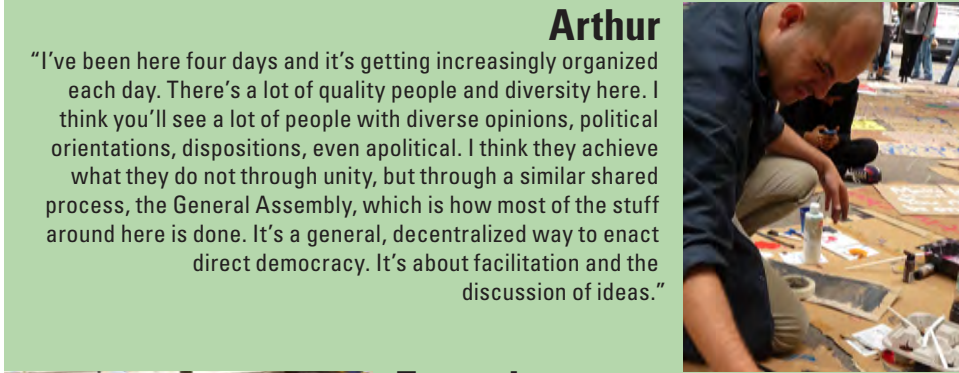 Arthur
“I’ve been here four days and it’s getting increasingly organized
each day. There’s a lot of quality people and diversity here. I
think you’ll see a lot of people with diverse opinions, political
orientations, dispositions, even apolitical. I think they achieve
what they do not through unity, but through a similar shared
process, the General Assembly, which is how most of the stuff
around here is done. It’s a general, decentralized way to enact
direct democracy. It’s about facilitation and the
discussion of ideas.”